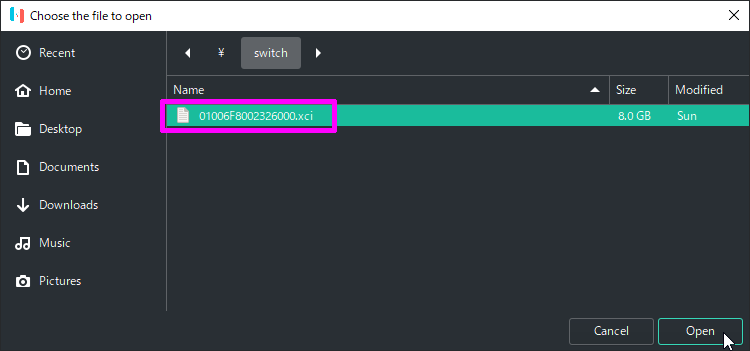 Choose the file to open
Recent
¥ switch
Home
Name Size Modified
Desktop
01006F8002326000.xci 8.0 GB Sun
Documents
Downloads
Music
Pictures
Cancel Open